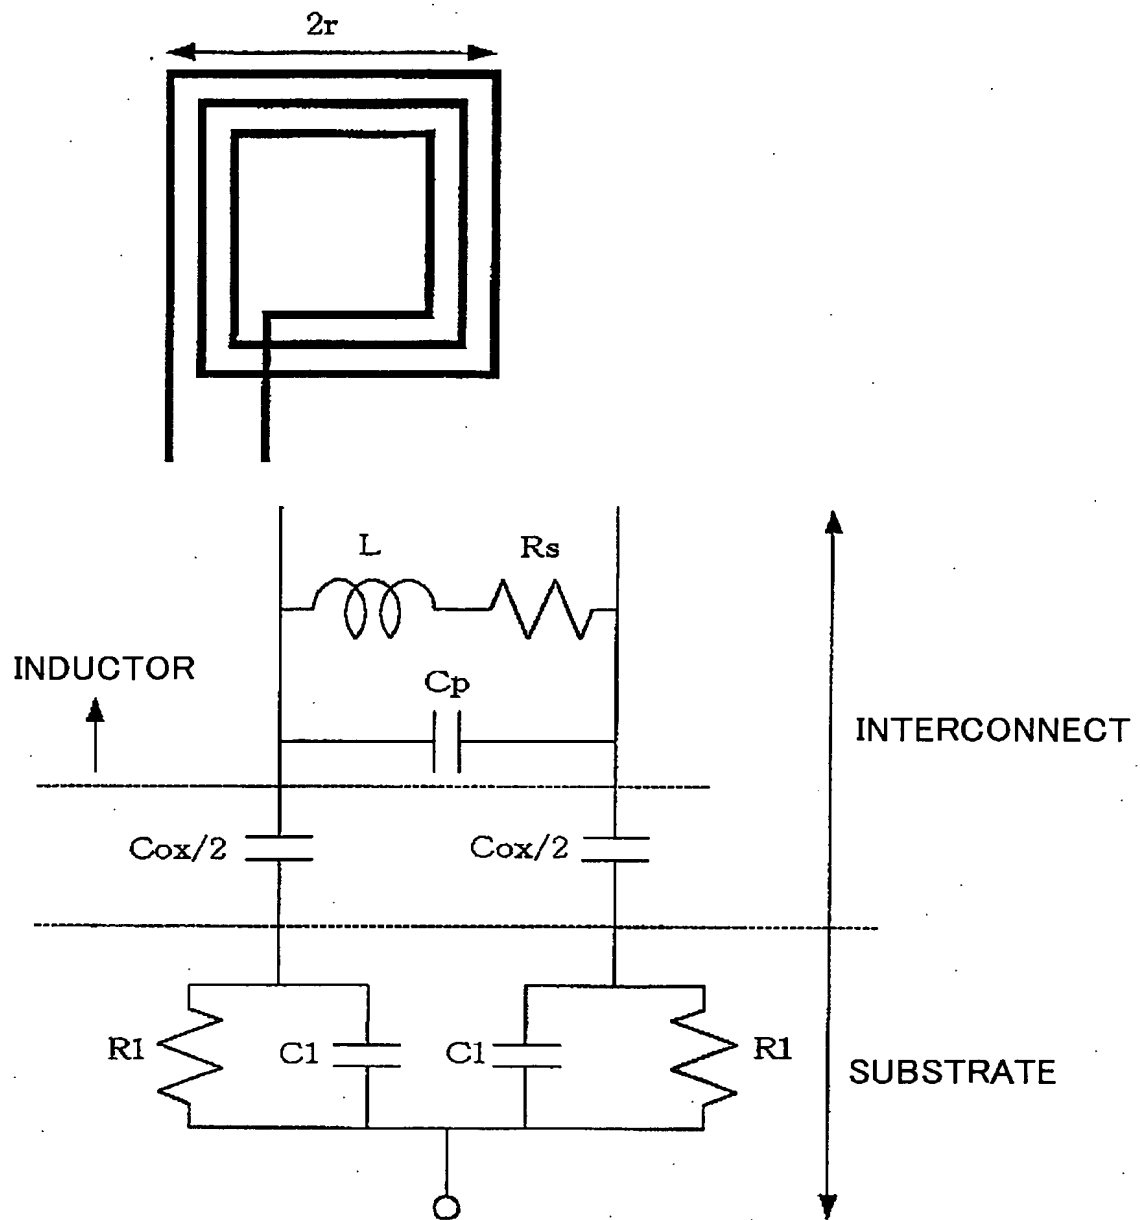 2r
L
Rs
INDUCTOR
Cp
INTERCONNECT
Cox/2
Cox/2
R1
C1
C1
R1
SUBSTRATE